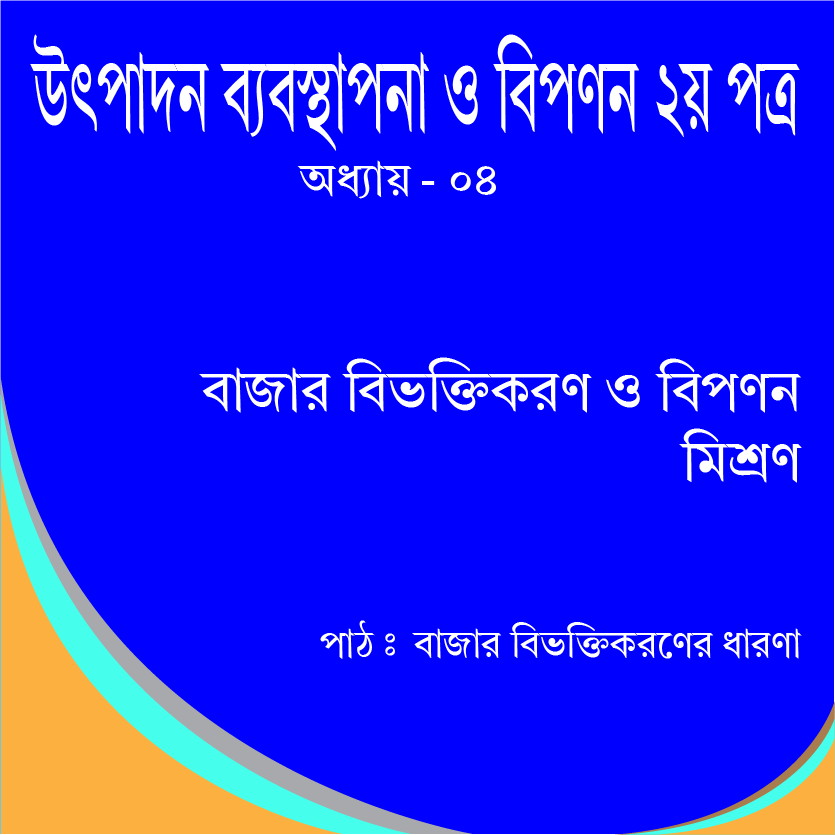 উৎপাদন ব্যবস্থাপনা ও বিপণন ২য় পত্র
অধ্যায় - ০৪
বাজার বিভক্তিকরণ ও বিপণন
মিশ্রণ
পাঠ ঃ বাজার বিভক্তিকরণের ধারণা